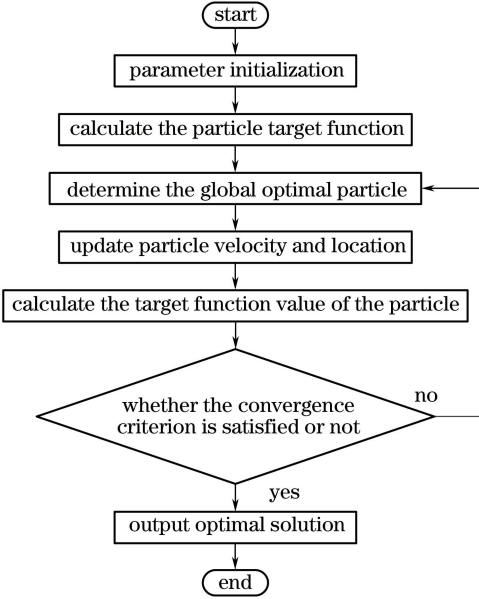 start
parameter initialization
calculate the particle target function
determine the global optimal particle
update particle velocity and location
calculate the target function value of the particle
whether the convergence
criterion is satisfied or not
no
yes
output optimal solution
end